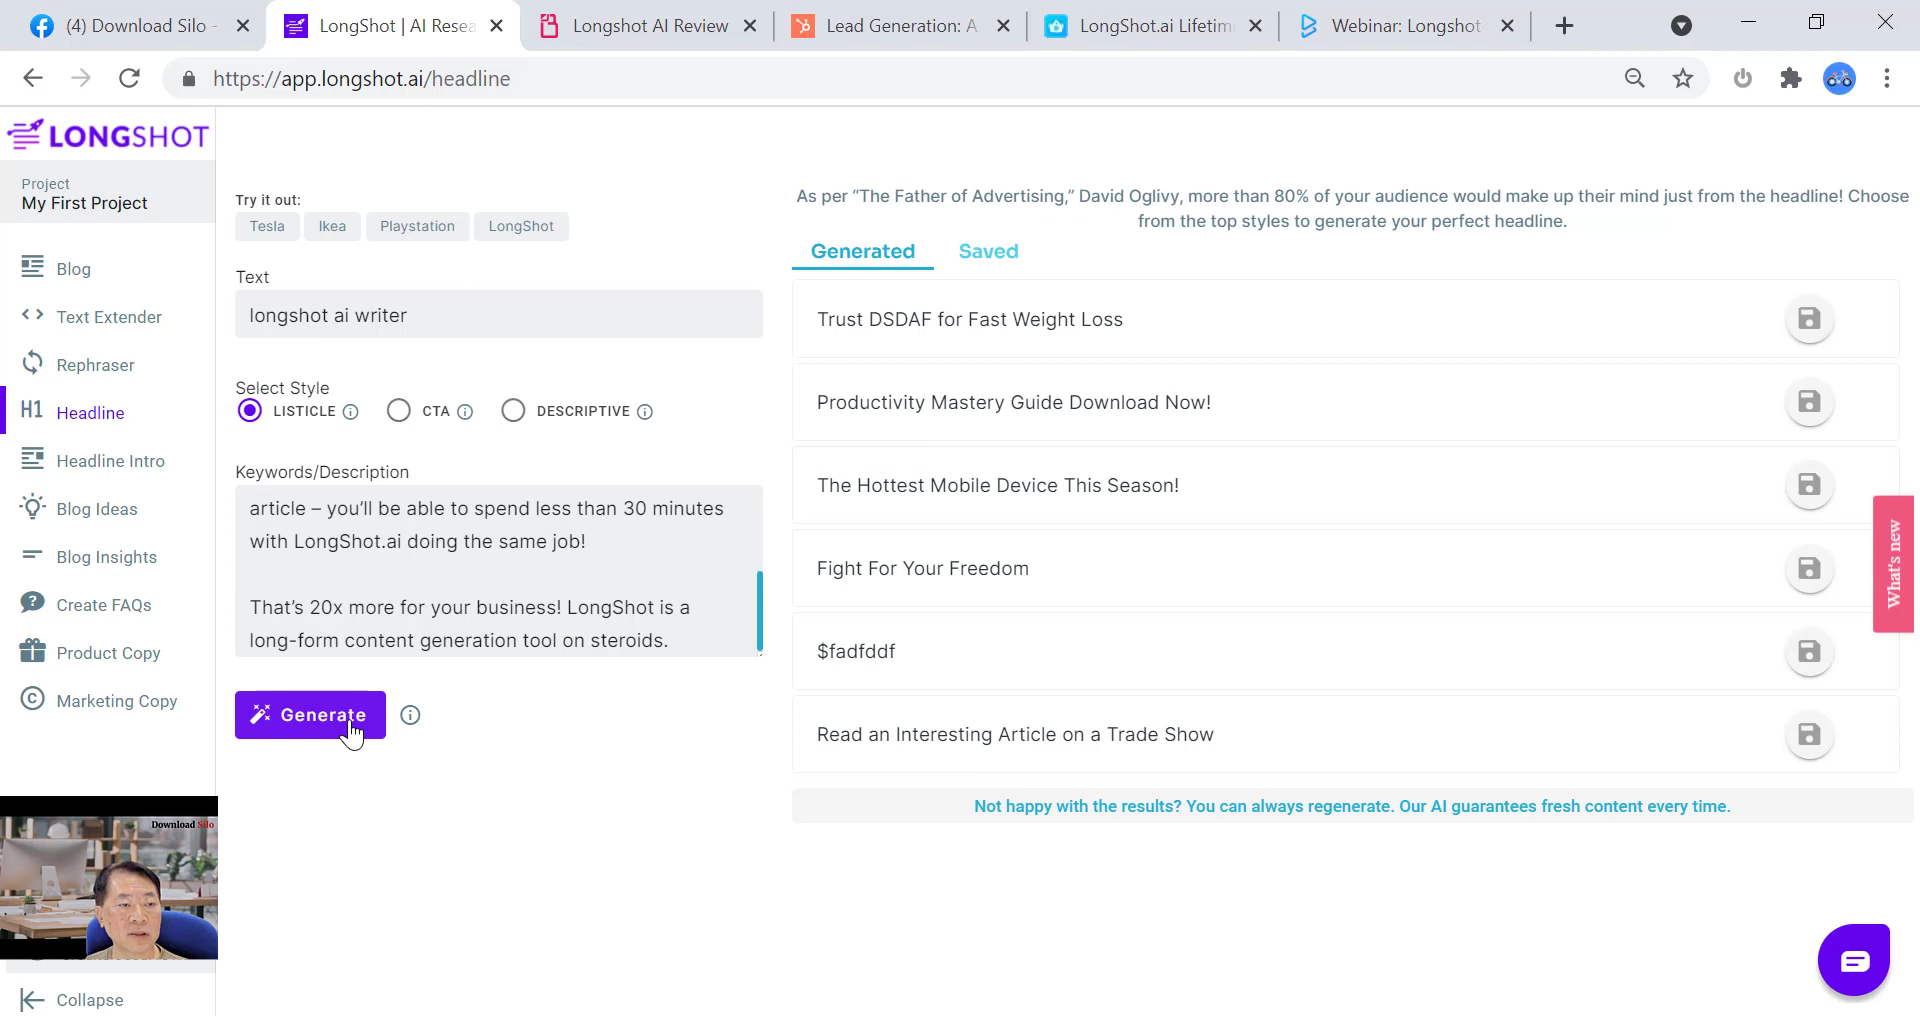 (4) Download Silo -
LongShot | AI Resea
Longshot AI Review
Lead Generation: A
LongShot.ai Lifetim
Webinar: Longshot
https://app.longshot.ai/headline
LONGSHOT
Project
My First Project
Blog
Text Extender
Rephraser
H1 Headline
Headline Intro
Blog Ideas
Blog Insights
Create FAQs
Product Copy
Marketing Copy
Collapse
Download Silo
Try it out:
Tesla
Ikea
Playstation
LongShot
Text
longshot ai writer
Select Style
LISTICLE
CTA
DESCRIPTIVE
Keywords/Description
article – you'll be able to spend less than 30 minutes
with LongShot.ai doing the same job!
That's 20x more for your business! LongShot is a
long-form content generation tool on steroids.
Generate
As per “The Father of Advertising,” David Oglivy, more than 80% of your audience would make up their mind just from the headline! Choose
from the top styles to generate your perfect headline.
Generated
Saved
Trust DSDAF for Fast Weight Loss
Productivity Mastery Guide Download Now!
The Hottest Mobile Device This Season!
Fight For Your Freedom
$fadfddf
Read an Interesting Article on a Trade Show
Not happy with the results? You can always regenerate. Our AI guarantees fresh content every time.
What's new